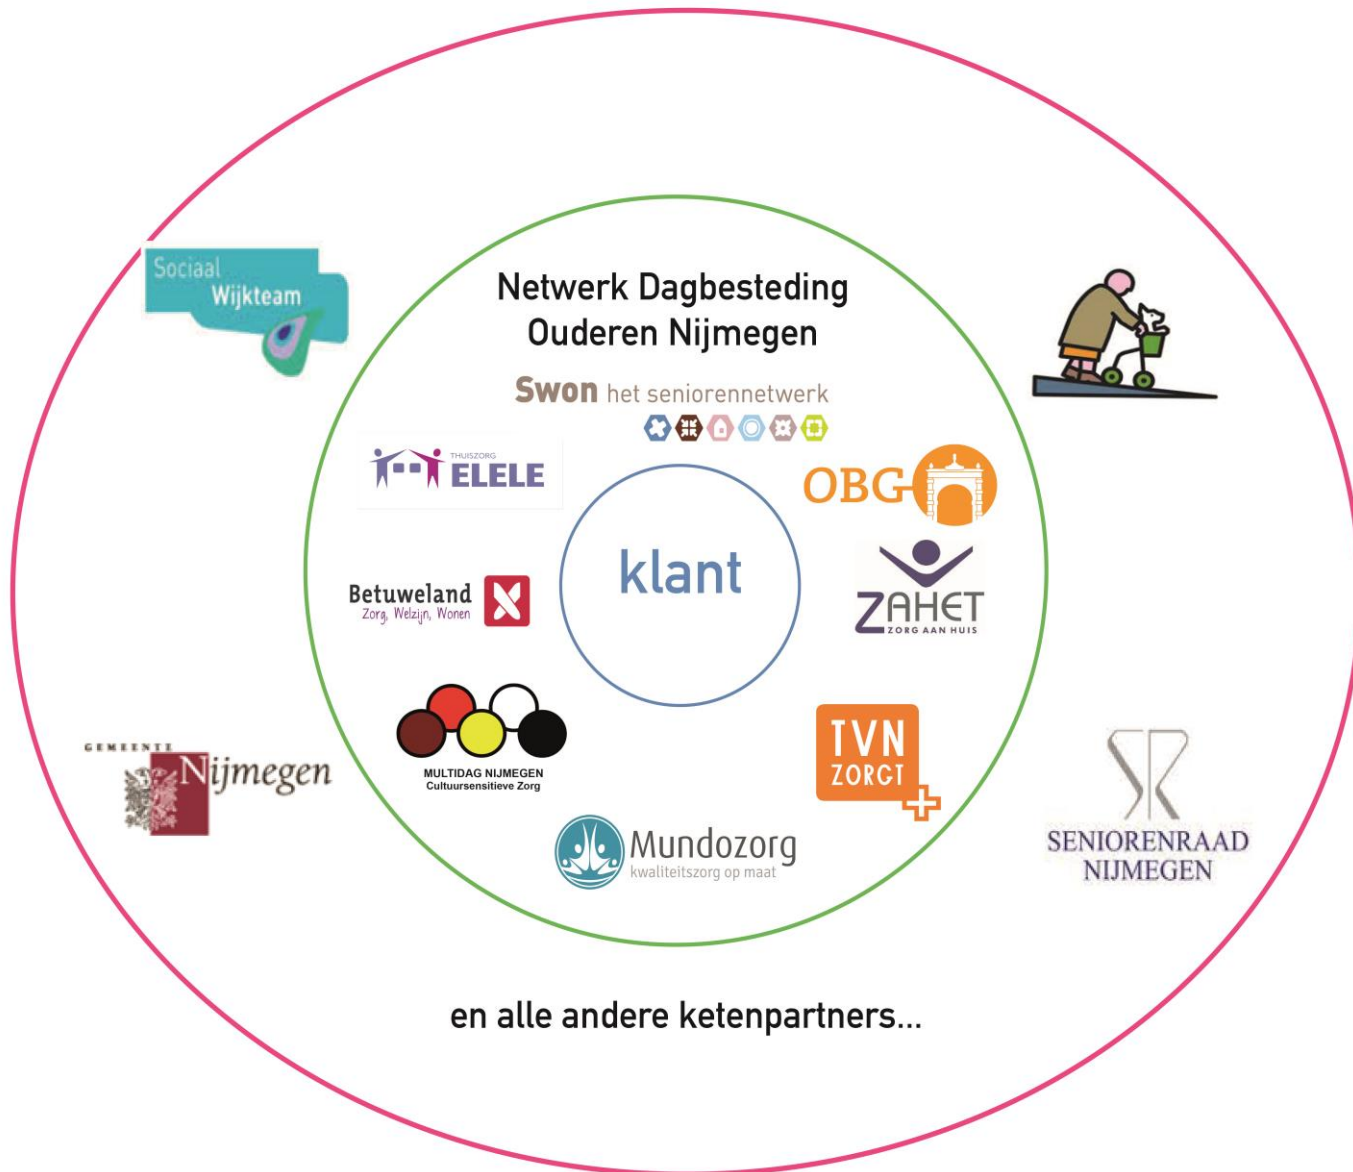 Sociaal
Wijkteam
Netwerk Dagbesteding
Ouderen Nijmegen
Swon het seniorennetwerk
THUISZORG
ELELE
OBG
klant
ZAHET
ZORG AAN HUIS
Betuweland
Zorg, Welzijn, Wonen
MULTIDAG NIJMEGEN
Cultuursensitieve Zorg
TVN
ZORGT
GEMEENTE
Nijmegen
SENIORENRAAD
NIJMEGEN
Mundozorg
kwaliteitszorg op maat
en alle andere ketenpartners...